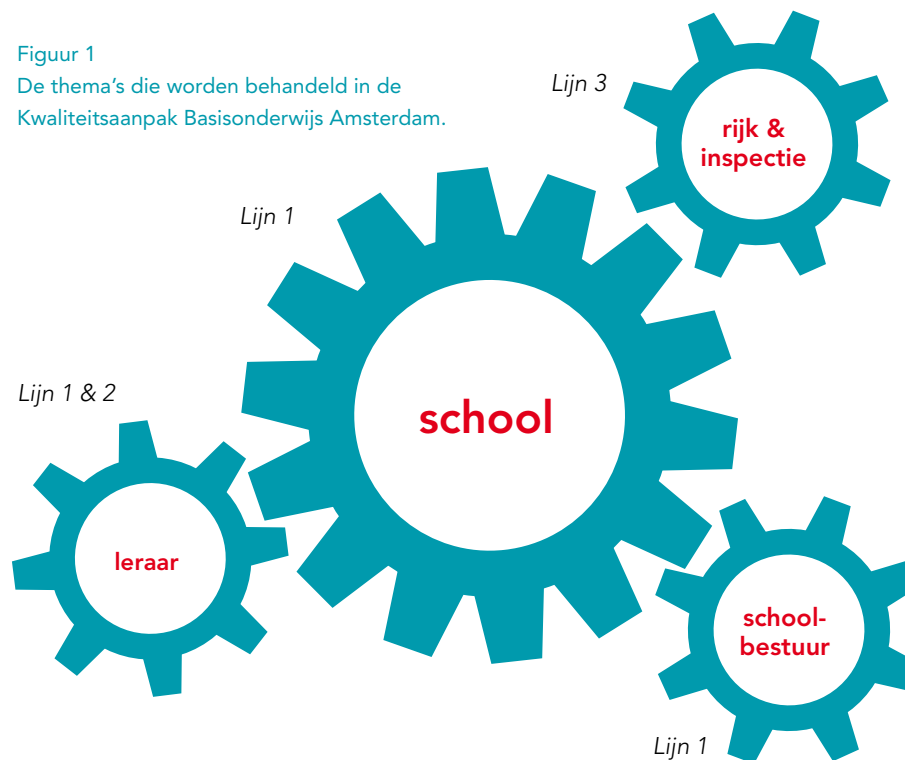 Figuur 1
De thema's die worden behandeld in de
Kwaliteitsaanpak Basisonderwijs Amsterdam.
Lijn 3
rijk &
inspectie
Lijn 1
school
Lijn 1 & 2
leraar
school-
bestuur
Lijn 1